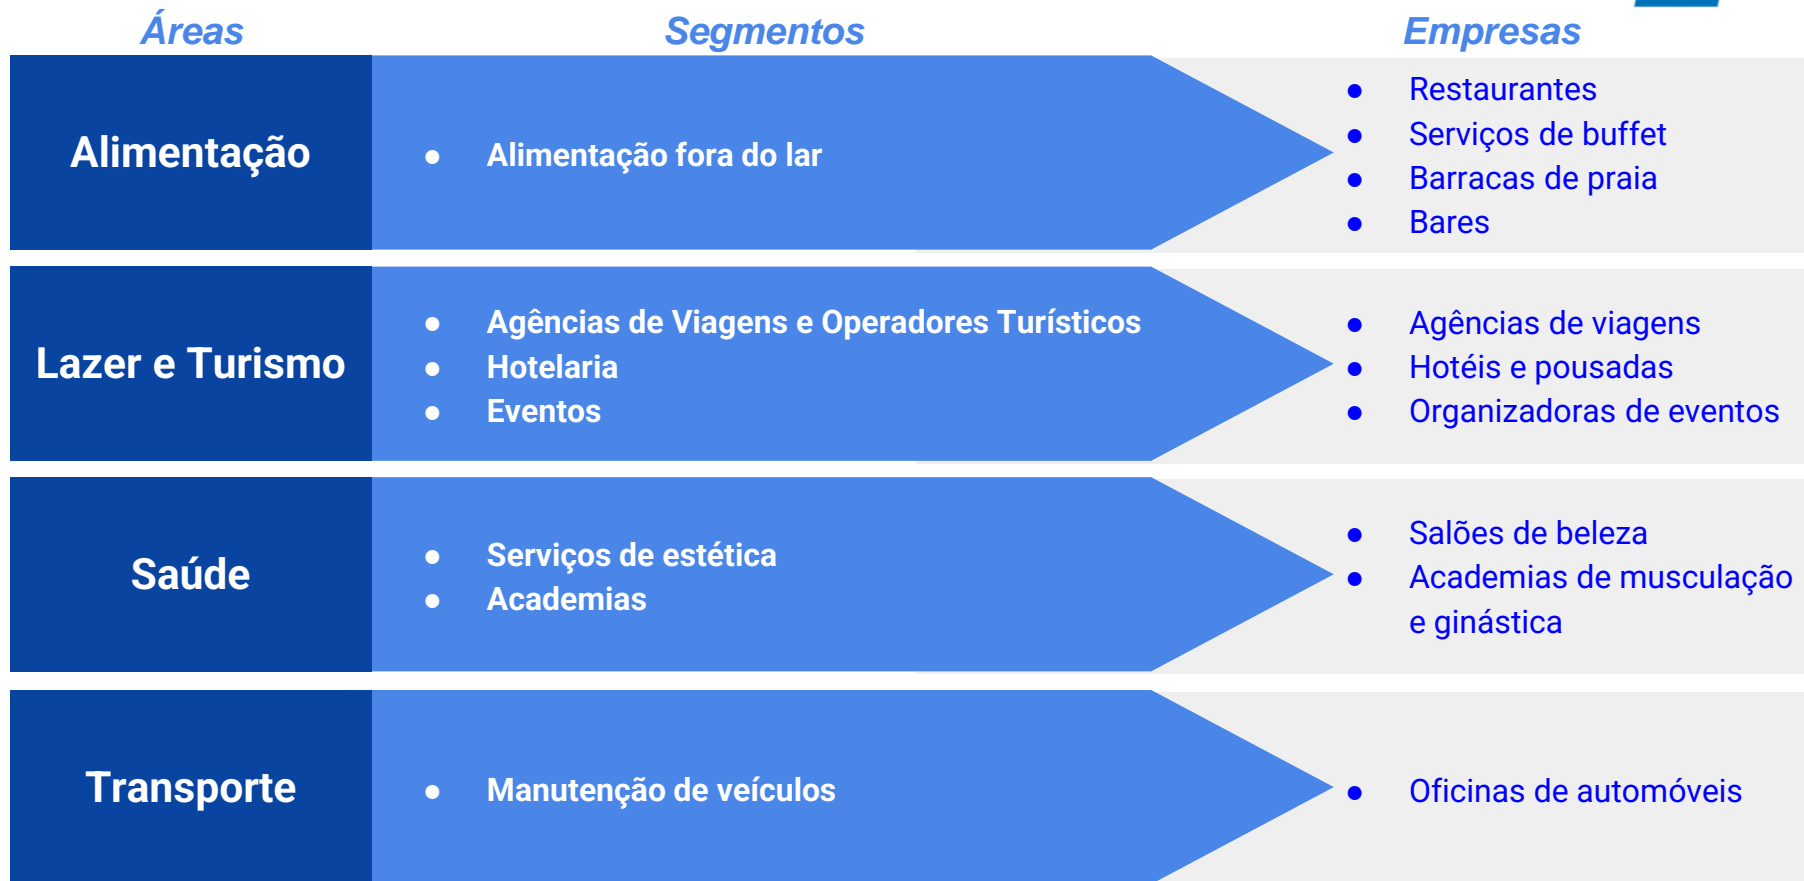 Áreas
Segmentos
Empresas
Alimentação
● Alimentação fora do lar
● Restaurantes
● Serviços de buffet
● Barracas de praia
● Bares
Lazer e Turismo
● Agências de Viagens e Operadores Turísticos
● Hotelaria
● Eventos
● Agências de viagens
● Hotéis e pousadas
● Organizadoras de eventos
Saúde
● Serviços de estética
● Academias
● Salões de beleza
● Academias de musculação
e ginástica
Transporte
● Manutenção de veículos
● Oficinas de automóveis